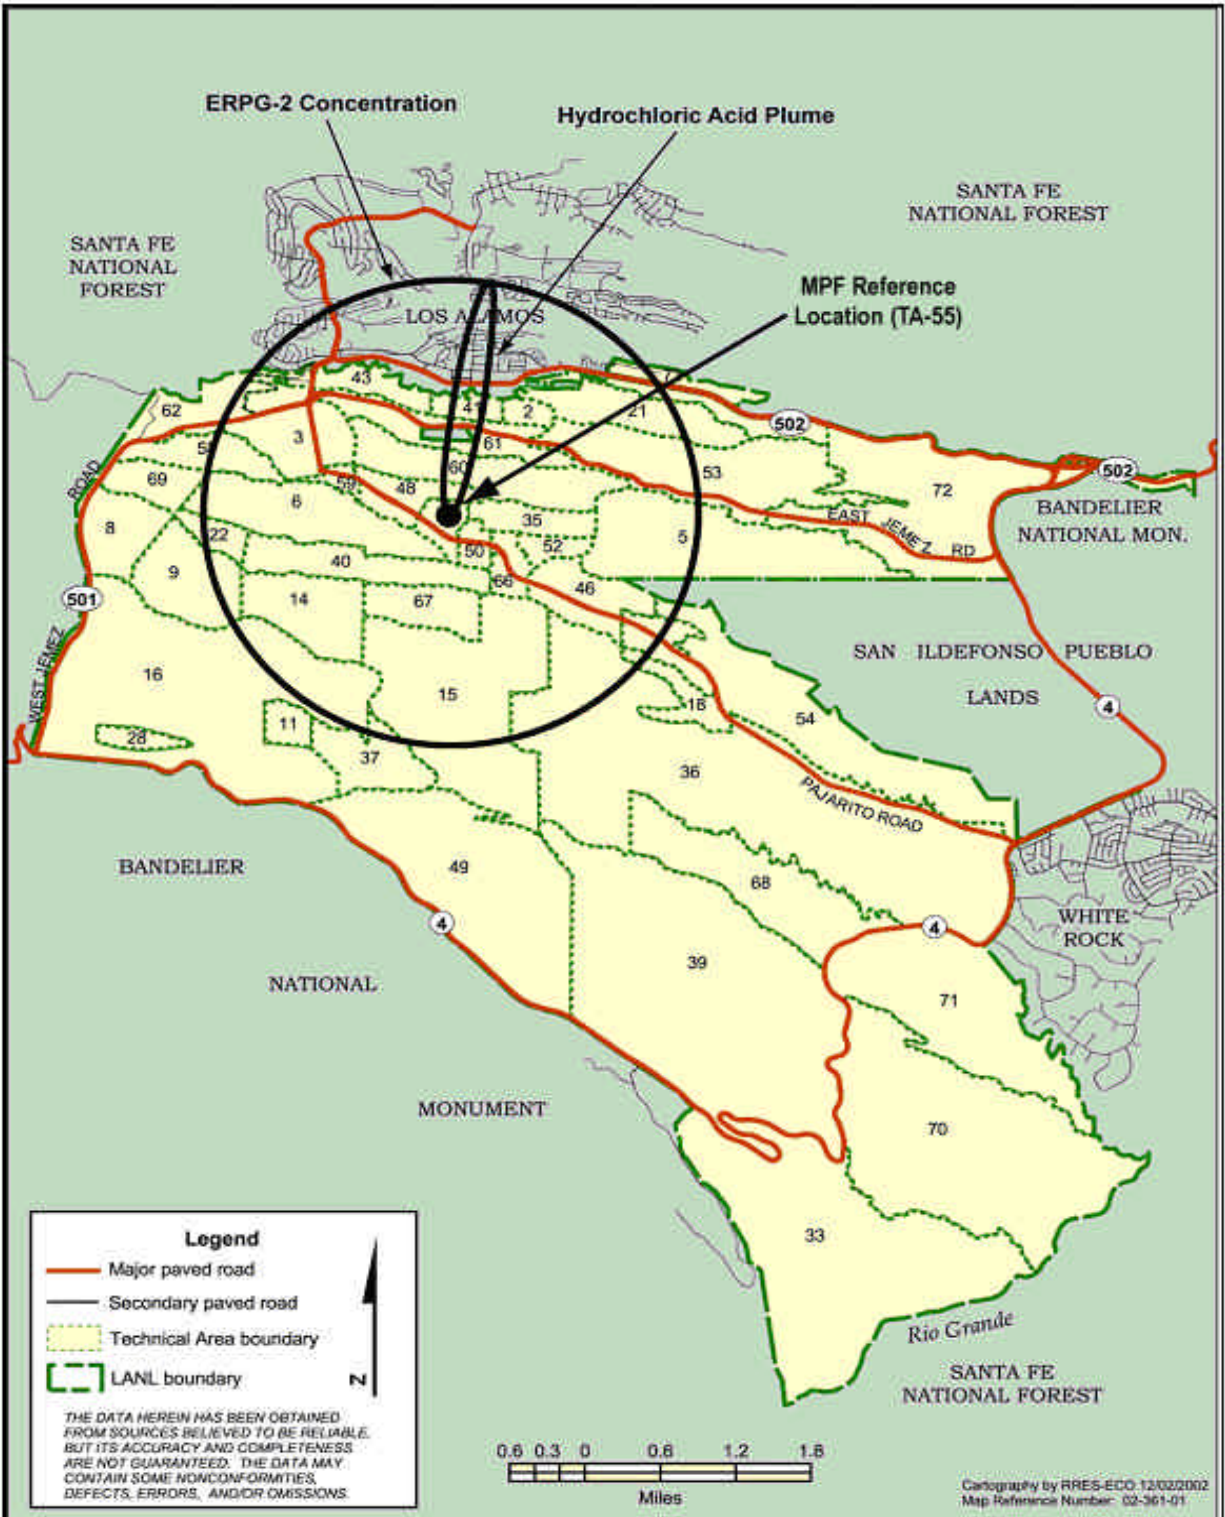 ERPG-2 Concentration
Hydrochloric Acid Plume
SANTA FE
NATIONAL FOREST
SANTA FE
NATIONAL
FOREST
MPF Reference
Location (TA-55)
LOS ALAMOS
43
62
41
2
21
502
3
61
53
502
ROAD
69
59
48
60
72
BANDELIER
NATIONAL MON.
6
35
EAST JEMEZ RD
8
22
5
50
52
9
40
66
46
501
14
67
WEST JEMEZ
SAN ILDEFONSO PUEBLO
LANDS
16
15
18
4
54
11
28
37
36
PAJARITO ROAD
BANDELIER
49
68
4
WHITE
ROCK
4
39
NATIONAL
71
MONUMENT
70
33
Legend
Major paved road
Secondary paved road
Technical Area boundary
LANL boundary
N
THE DATA HEREIN HAS BEEN OBTAINED
FROM SOURCES BELIEVED TO BE RELIABLE,
BUT ITS ACCURACY AND COMPLETENESS
ARE NOT GUARANTEED. THE DATA MAY
CONTAIN SOME NONCONFORMITIES,
DEFECTS, ERRORS, AND/OR OMISSIONS.
Rio Grande
SANTA FE
NATIONAL FOREST
0.6 0.3 0 0.6 1.2 1.8
Miles
Cartography by RRES-ECO 12/02/2002
Map Reference Number: 02-361-01